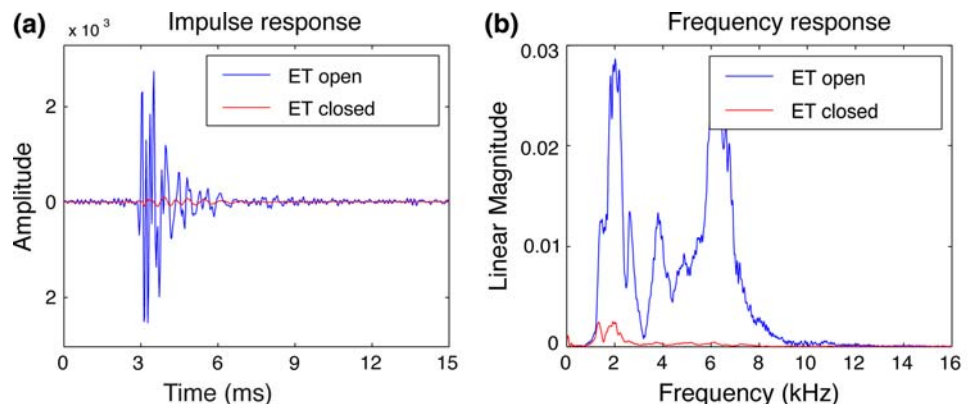 (a)
Impulse response
x 10 ³
ET open
ET closed
2
0
2
Amplitude
0 3 6 9 12 15
Time (ms)
(b)
Frequency response
0.03
0.02
0.01
0
Linear Magnitude
ET open
ET closed
0 2 4 6 8 10 12 14 16
Frequency (kHz)